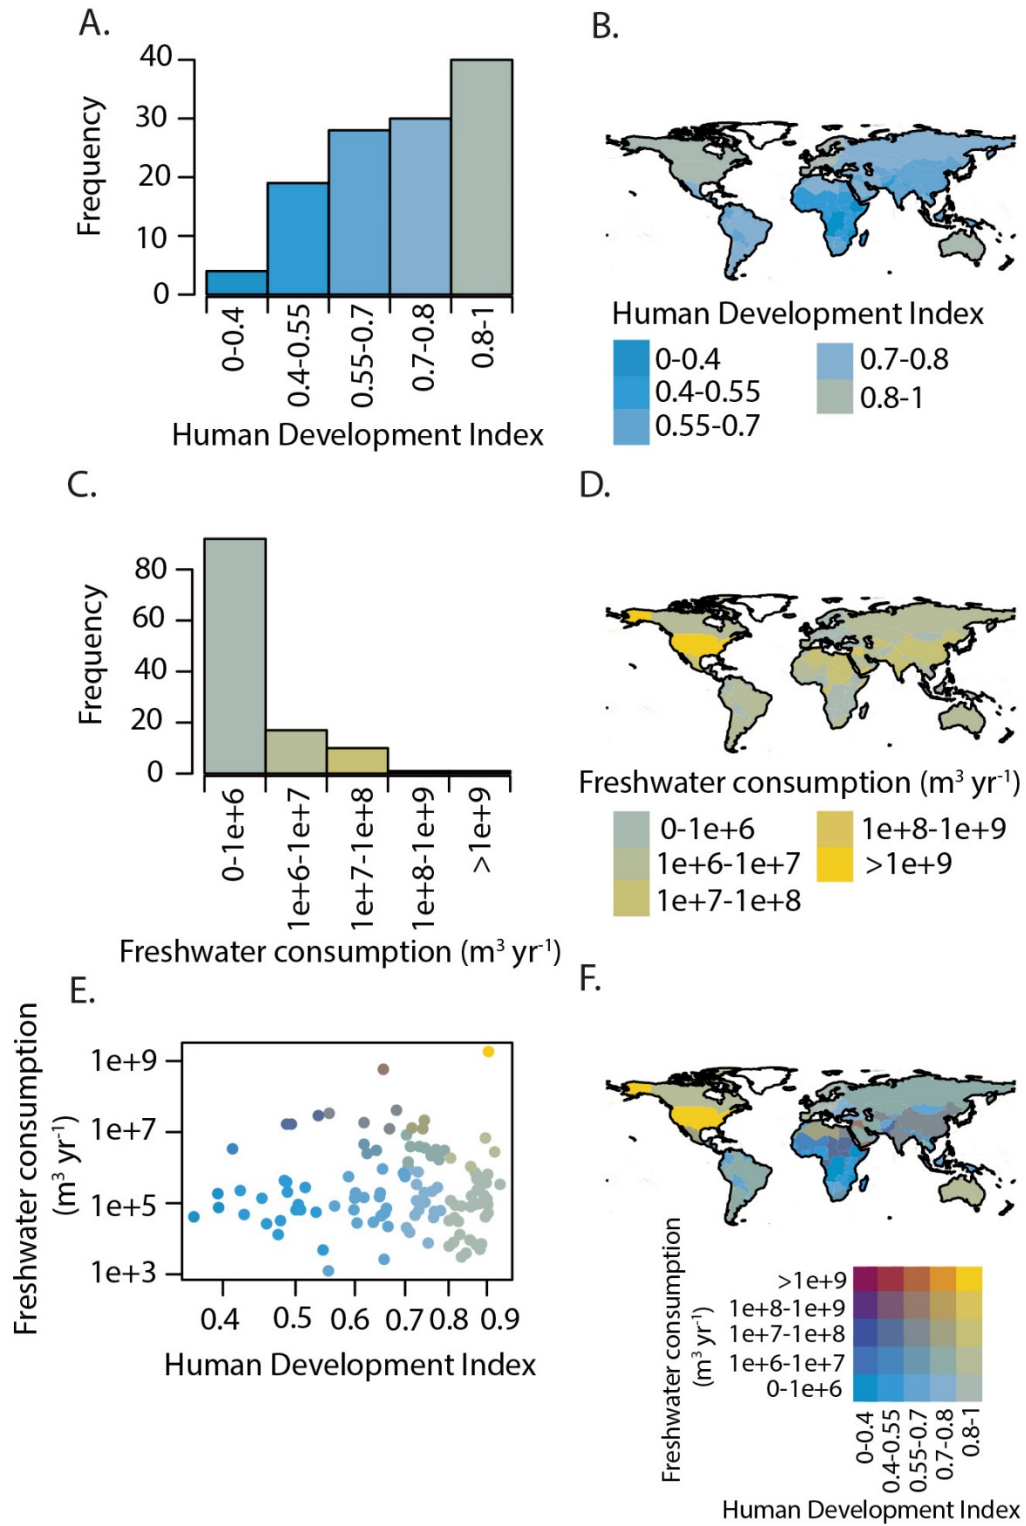 A.
40
30
20
10
0
Frequency
0-0.4
0.4-0.55
0.55-0.7
0.7-0.8
0.8-1
Human Development Index
B.
Human Development Index
0-0.4
0.4-0.55
0.55-0.7
0.7-0.8
0.8-1
C.
80
60
40
20
0
Frequency
0-1e+6
1e+6-1e+7
1e+7-1e+8
1e+8-1e+9
>1e+9
Freshwater consumption (m³ yr⁻¹)
D.
Freshwater consumption (m³ yr⁻¹)
0-1e+6
1e+6-1e+7
1e+7-1e+8
1e+8-1e+9
>1e+9
E.
Freshwater consumption
(m³ yr⁻¹)
1e+9
1e+7
1e+5
1e+3
0.4
0.5
0.6
0.7
0.8
0.9
Human Development Index
F.
Freshwater consumption
(m³ yr⁻¹)
>1e+9
1e+8-1e+9
1e+7-1e+8
1e+6-1e+7
0-1e+6
0-0.4
0.4-0.55
0.55-0.7
0.7-0.8
0.8-1
Human Development Index